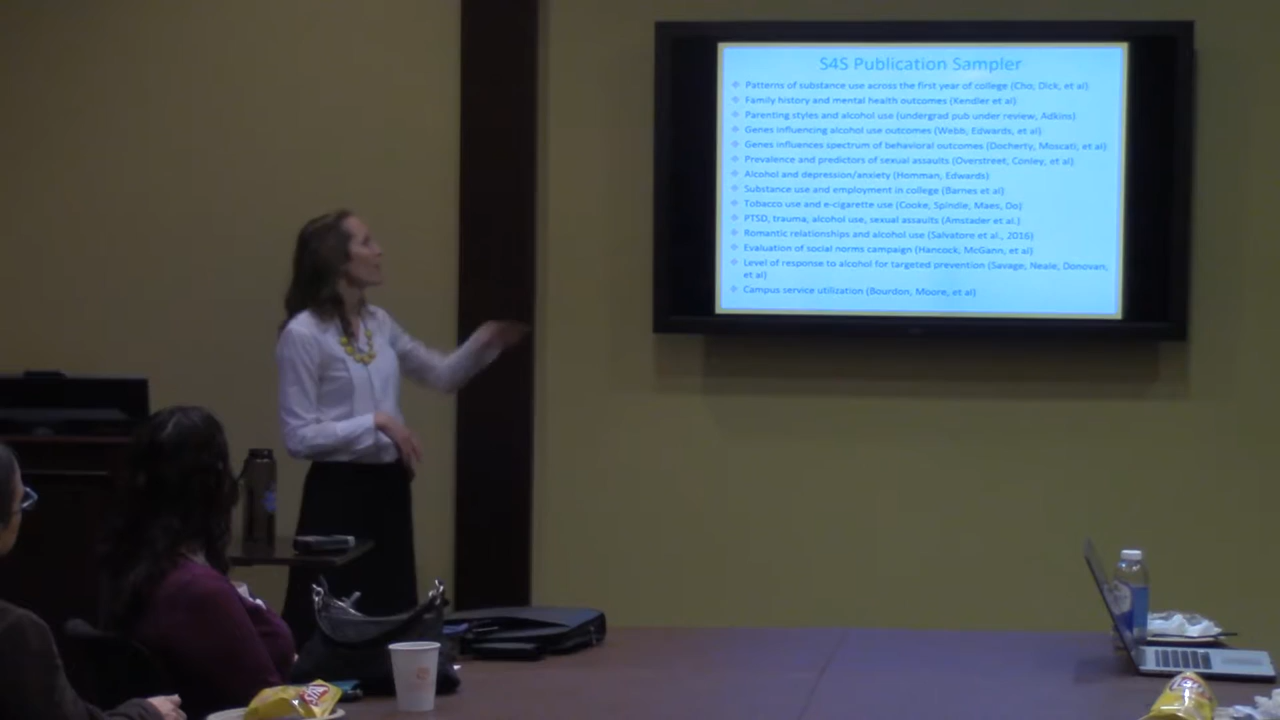 S4S Publication Sampler
Patterns of substance use across the first year of college (Cho, Dick, et al)
Family history and mental health outcomes (Kendler et al)
Parenting styles and alcohol use (undergrad pub under review, Adkins)
Genes influencing alcohol use outcomes (Webb, Edwards, et al)
Genes influences spectrum of behavioral outcomes (Docherty, Moscati, et al)
Prevalence and predictors of sexual assaults (Overstreet, Conley, et al)
Alcohol and depression/anxiety (Homman, Edwards)
Substance use and employment in college (Barnes et al)
Tobacco use and e-cigarette use (Cooke, Spindle, Maes, Do)
PTSD, trauma, alcohol use, sexual assaults (Amstader et al.)
Romantic relationships and alcohol use (Salvatore et al., 2016)
Evaluation of social norms campaign (Hancock, McGann, et al)
Level of response to alcohol for targeted prevention (Savage, Neale, Donovan,
et al)
Campus service utilization (Bourdon, Moore, et al)